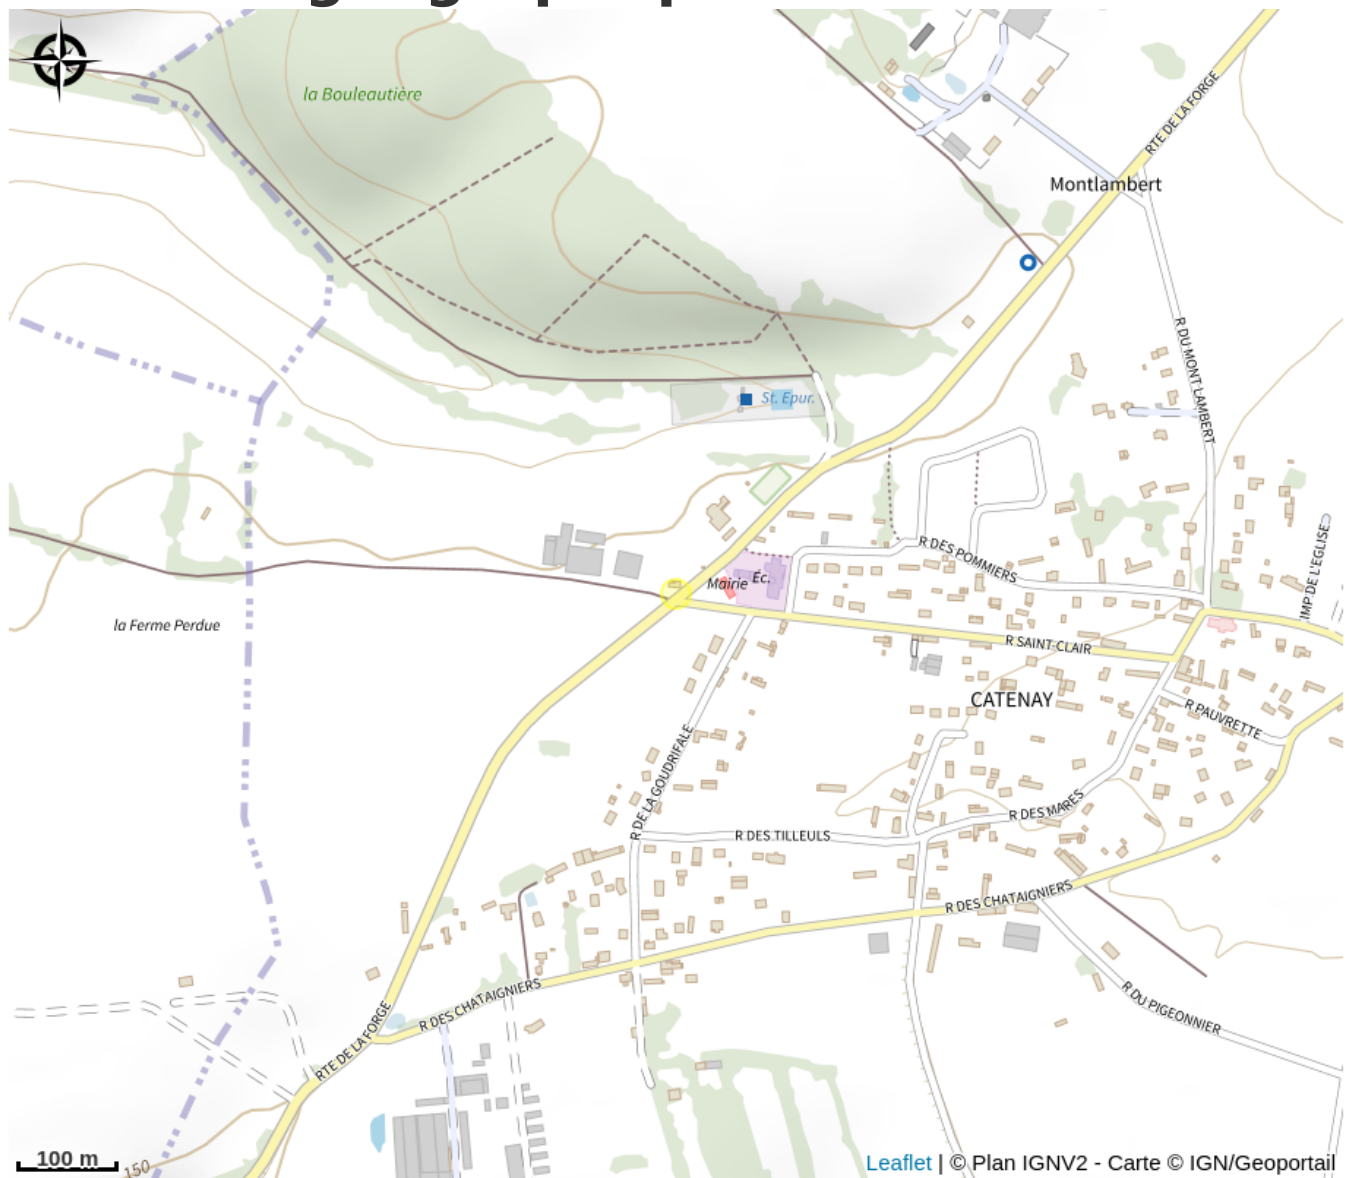 la Bouleautière
RTE DE LA FORGE
Montlambert
R DU MONT LAMBERT
St. Epur.
R DES POMMIERS
IMP DE L'EGLISE
Mairie
Éc.
la Ferme Perdue
R SAINT-CLAIR
CATENAY
R PAUVRETTE
R DE LA GOUDRIFALE
R DES TILLEULS
R DES MARES
R DES CHATAIGNIERS
R DES CHATAIGNIERS
R DU PIGEONNIER
RTE DE LA FORGE
100 m
150
Leaflet | © Plan IGNV2 - Carte © IGN/Geoportail